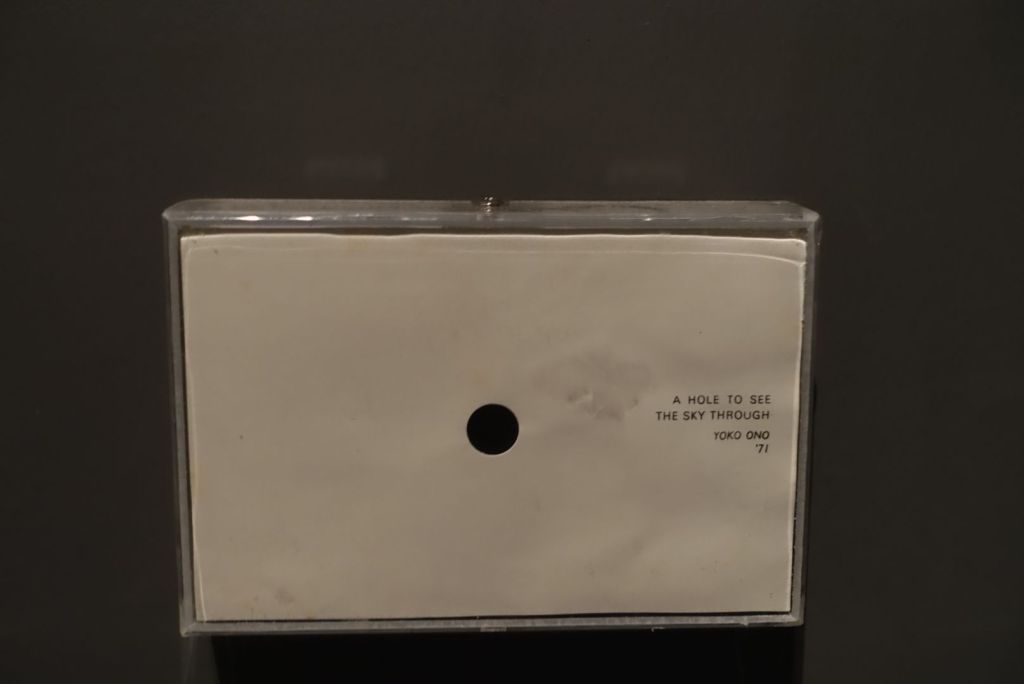 A HOLE TO SEE
THE SKY THROUGH
YOKO ONO
'71